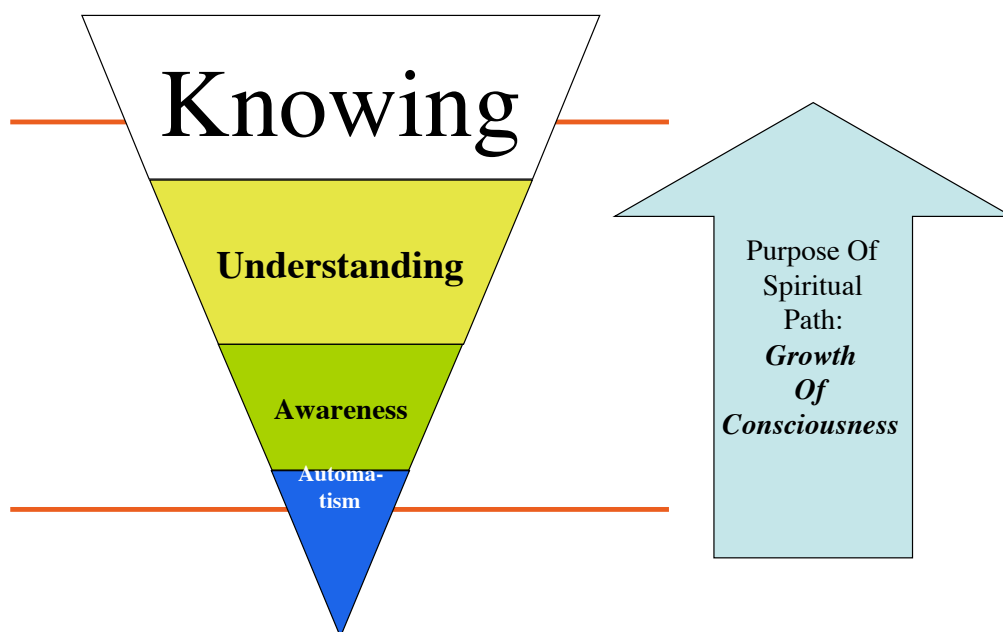 Knowing
Understanding
Awareness
Automa-
tism
Purpose Of
Spiritual
Path:
Growth
Of
Consciousness